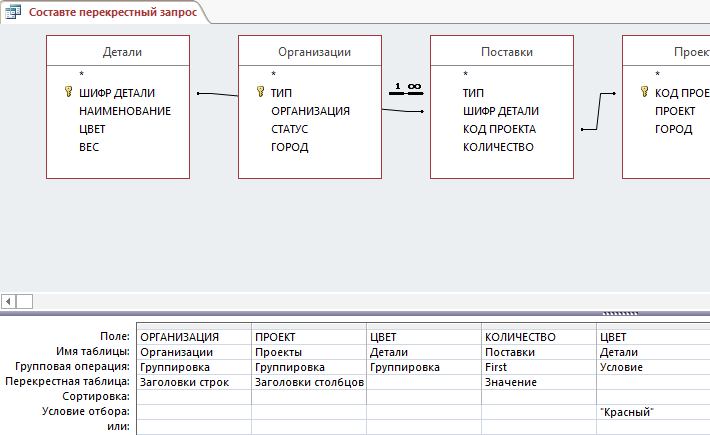 Составте перекрестный запрос
Детали
*
ШИФР ДЕТАЛИ
НАИМЕНОВАНИЕ
ЦВЕТ
ВЕС
Организации
*
ТИП
ОРГАНИЗАЦИЯ
СТАТУС
ГОРОД
1 ∞
Поставки
*
ТИП
ШИФР ДЕТАЛИ
КОД ПРОЕКТА
КОЛИЧЕСТВО
Проек
*
КОД ПРОЕ
ПРОЕКТ
ГОРОД
Поле: ОРГАНИЗАЦИЯ ПРОЕКТ ЦВЕТ КОЛИЧЕСТВО ЦВЕТ
Имя таблицы: Организации Проекты Детали Поставки Детали
Групповая операция: Группировка Группировка Группировка First Условие
Перекрестная таблица: Заголовки строк Заголовки столбцов Значение
Сортировка:
Условие отбора: "Красный"
или: